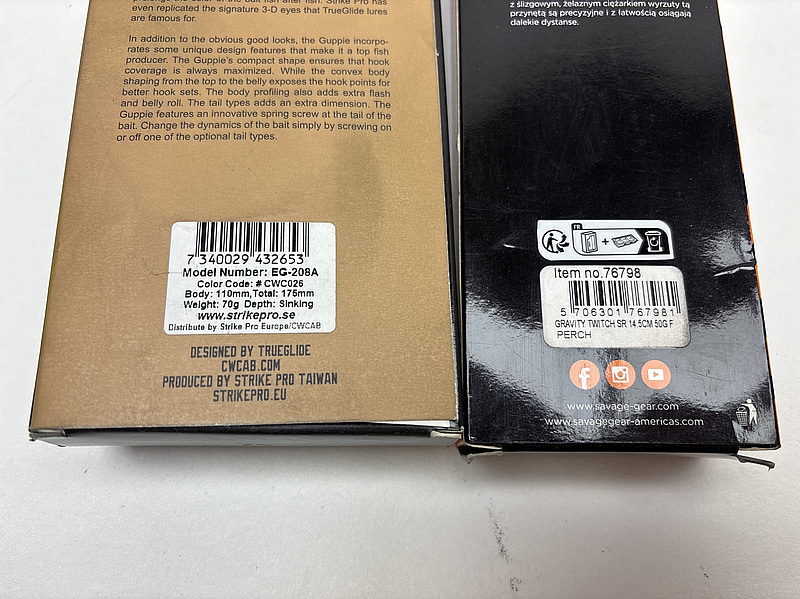 even replicated the signature 3-D eyes that TrueGlide lures
are famous for.
In addition to the obvious good looks, the Guppie incorpo-
rates some unique design features that make it a top fish
producer. The Guppie's compact shape ensures that hook
coverage is always maximized. While the convex body
shaping from the top to the belly exposes the hook points for
better hook sets. The body profiling also adds extra flash
and belly roll. The tail types adds an extra dimension. The
Guppie features an innovative spring screw at the tail of the
bait. Change the dynamics of the bait simply by screwing on
or off one of the optional tail types.
7 340029 432653
Model Number: EG-208A
Color Code: # CWC026
Body: 110mm,Total: 175mm
Weight: 70g Depth: Sinking
www.strikepro.se
Distribute by Strike Pro Europe/CWCAB
DESIGNED BY TRUEGLIDE
CWCAB.COM
PRODUCED BY STRIKE PRO TAIWAN
STRIKEPRO.EU
z ślizgowym, żelaznym ciężarkiem wyrzuty tą
przynętą są precyzyjne i z łatwością osiągają
dalekie dystanse.
FR
Item no.76798
5 706301 767981
GRAVITY TWITCH SR 14.5CM 50G F
PERCH
www.savage-gear.com
www.savagegear-americas.com